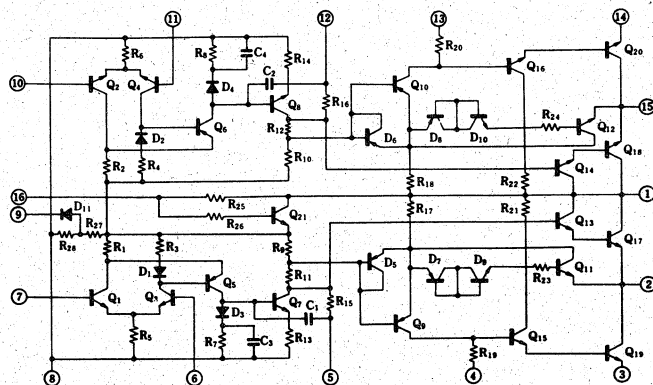 11
12
13
14
R6
R8
C4
R14
R20
Q20
Q16
10
Q2
Q4
D4
C2
Q8
R16
Q10
15
D2
Q6
R12
D6
D8
D10
R24
Q12
R2
R4
R10
Q18
Q14
16
R25
R18
R22
1
9
D11
R26
Q21
R17
R21
Q13
R28
R27
R1
R3
R9
Q17
D1
Q5
R11
D5
D7
D9
Q11
R23
2
7
Q1
Q3
D3
Q7
C1
R15
Q9
Q15
R5
R7
C3
R13
R19
Q19
8
6
5
4
3